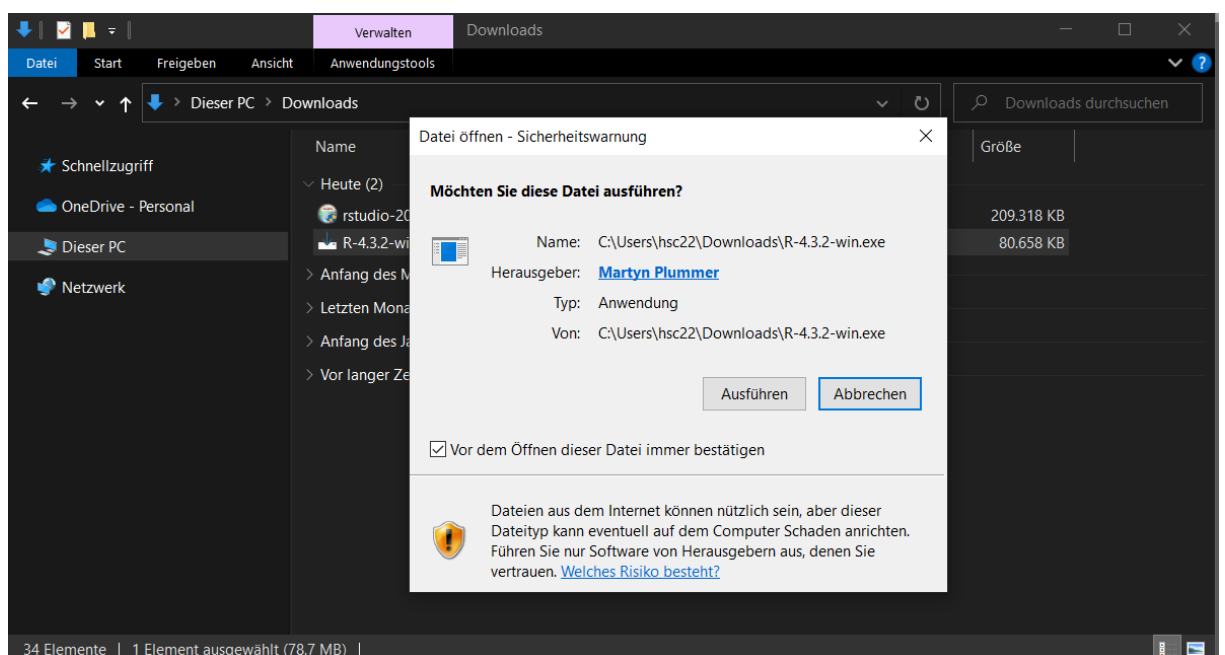 Verwalten Downloads
Datei Start Freigeben Ansicht Anwendungstools
Dieser PC > Downloads Downloads durchsuchen
Schnellzugriff
OneDrive - Personal
Dieser PC
Netzwerk
Name Größe
Heute (2)
rstudio-20 209.318 KB
R-4.3.2-wi 80.658 KB
Anfang des M
Letzten Mona
Anfang des Ja
Vor langer Ze
Datei öffnen - Sicherheitswarnung
Möchten Sie diese Datei ausführen?
Name: C:\Users\hsc22\Downloads\R-4.3.2-win.exe
Herausgeber: Martyn Plummer
Typ: Anwendung
Von: C:\Users\hsc22\Downloads\R-4.3.2-win.exe
Ausführen Abbrechen
Vor dem Öffnen dieser Datei immer bestätigen
Dateien aus dem Internet können nützlich sein, aber dieser
Dateityp kann eventuell auf dem Computer Schaden anrichten.
Führen Sie nur Software von Herausgebern aus, denen Sie
vertrauen. Welches Risiko besteht?
34 Elemente | 1 Element ausgewählt (78,7 MB) |